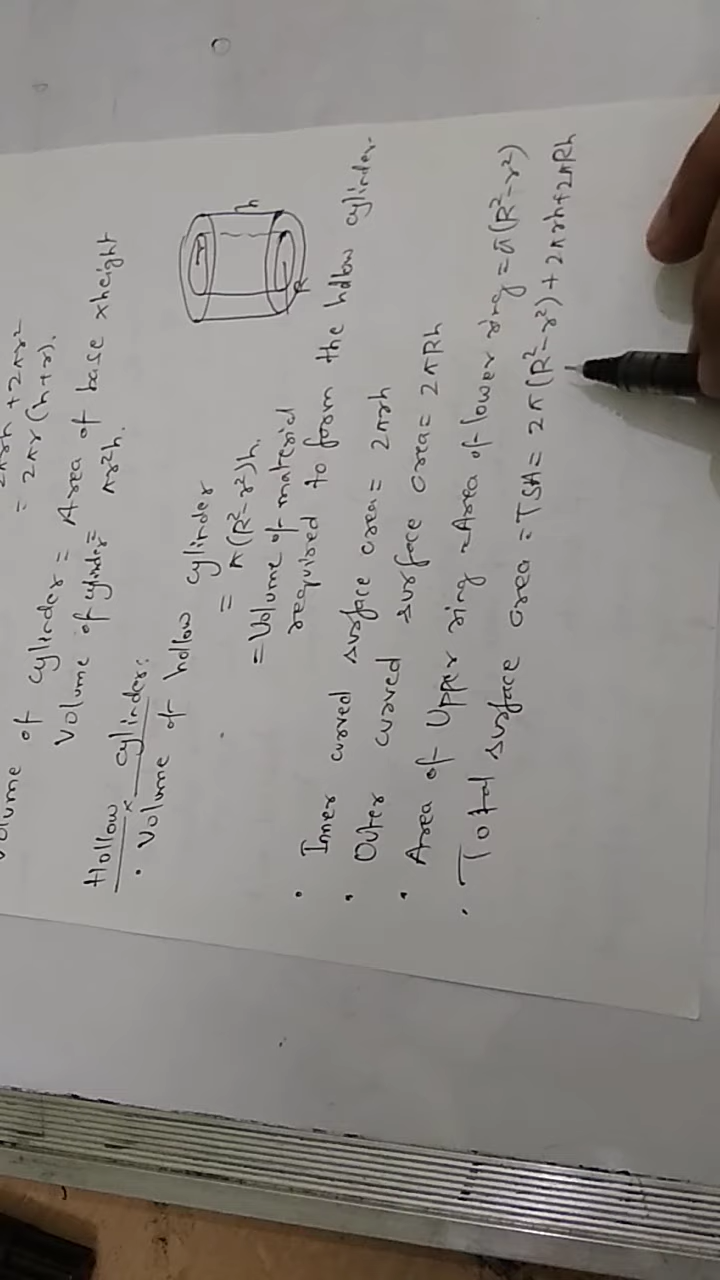 2πrh + 2πr²
= 2πr (h+r).
Volume of cylinder = Area of base x height
Volume of cylinder = πr²h.
Hollow cylinder:
• Volume of hollow cylinder
= π(R²-r²)h.
= Volume of material
required to form the hollow cylinder.
h
r
R
• Inner curved surface area = 2πrh
• Outer curved surface area = 2πRh
• Area of Upper ring = Area of lower ring = π(R²-r²)
• Total surface area = TSA = 2π(R²-r²) + 2πrh + 2πRh